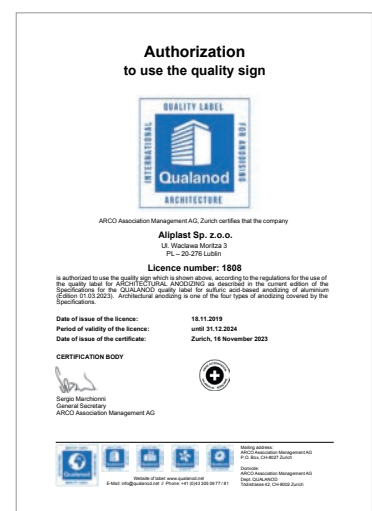 Authorization
to use the quality sign
QUALITY LABEL
INTERNATIONAL
FOR ANODISING
Qualanod
ARCHITECTURE
ARCO Association Management AG, Zurich certifies that the company
Aliplast Sp. z.o.o.
Ul. Waclawa Moritza 3
PL – 20-276 Lublin
Licence number: 1808
is authorized to use the quality sign which is shown above, according to the regulations for the use of
the quality label for ARCHITECTURAL ANODIZING as described in the current edition of the
Specifications for the QUALANOD quality label for sulfuric acid-based anodizing of aluminium
(Edition 01.03.2023). Architectural anodizing is one of the four types of anodizing covered by the
Specifications.
Date of issue of the licence: 18.11.2019
Period of validity of the licence: until 31.12.2024
Date of issue of the certificate: Zurich, 16 November 2023
CERTIFICATION BODY
Sergio Marchionni
General Secretary
ARCO Association Management AG
Mailing address:
ARCO Association Management AG
P.O. Box, CH-8027 Zurich
Domicile:
ARCO Association Management AG
Dept. QUALANOD
Tödistrasse 42, CH-8002 Zurich
Qualanod
Website of label: www.qualanod.net
E-Mail: info@qualanod.net // Phone: +41 (0)43 305 09 77 / 81